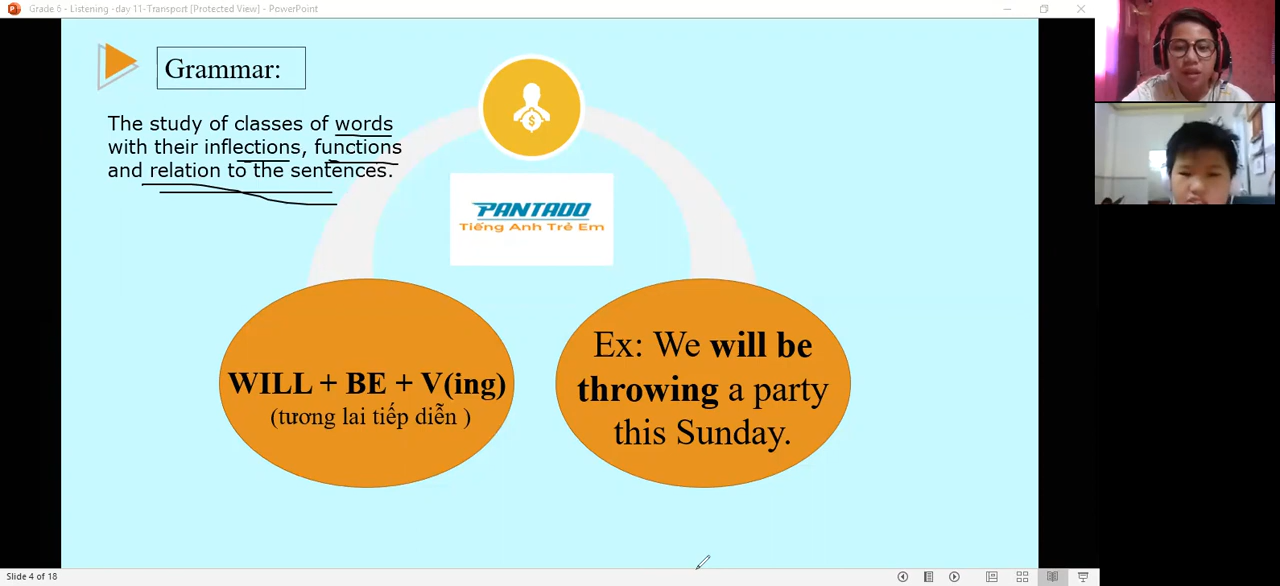 Grade 6 - Listening -day 11-Transport [Protected View] - PowerPoint
Grammar:
The study of classes of words
with their inflections, functions
and relation to the sentences.
$
PANTADO
Tiếng Anh Trẻ Em
WILL + BE + V(ing)
(tương lai tiếp diễn )
Ex: We will be
throwing a party
this Sunday.
Slide 4 of 18